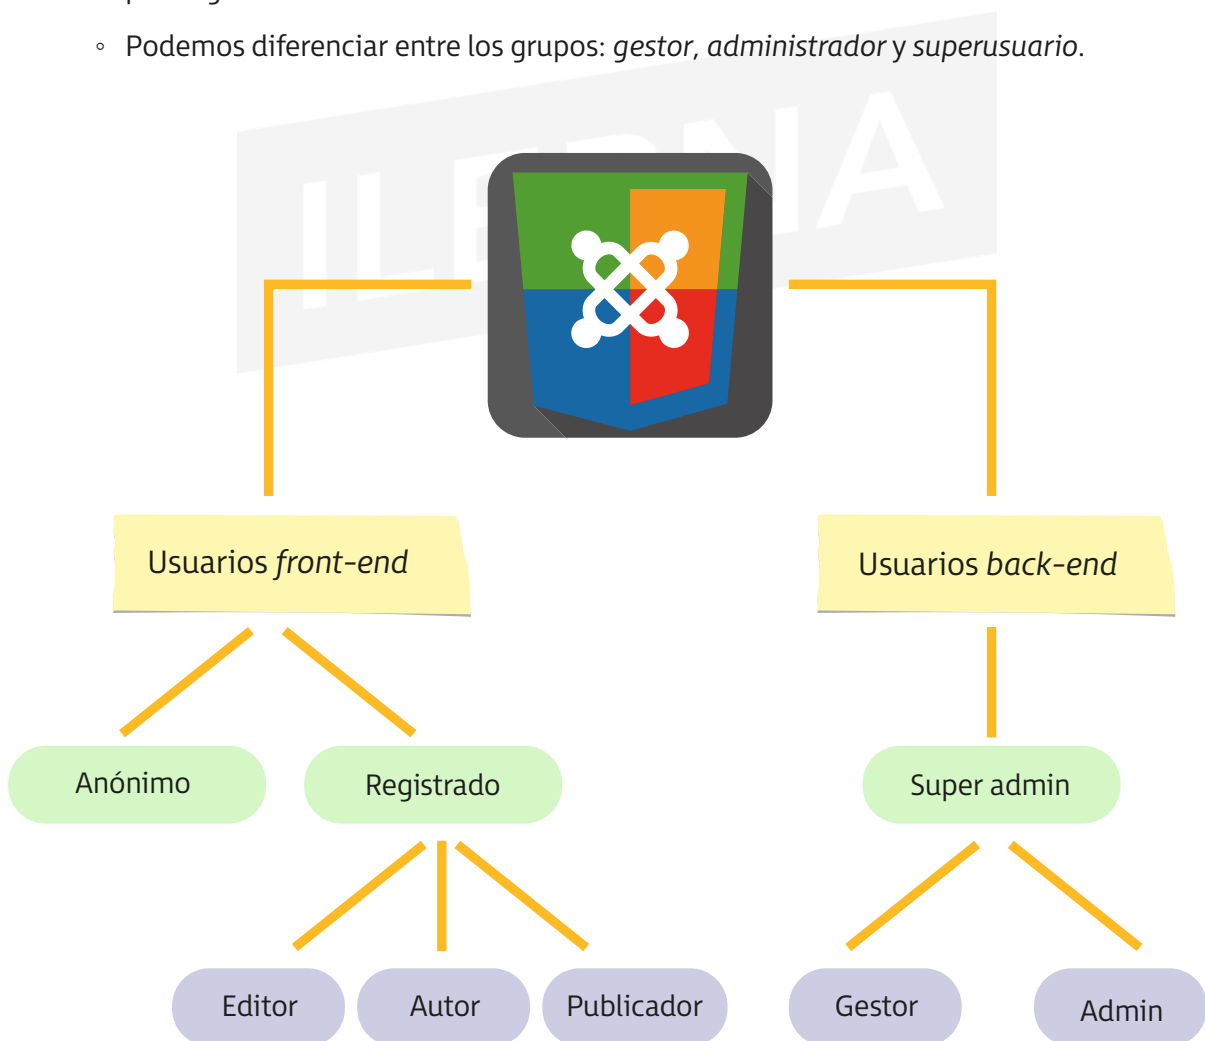 ◦ Podemos diferenciar entre los grupos: gestor, administrador y superusuario.
ILERNA
Usuarios front-end
Usuarios back-end
Anónimo
Registrado
Super admin
Editor
Autor
Publicador
Gestor
Admin